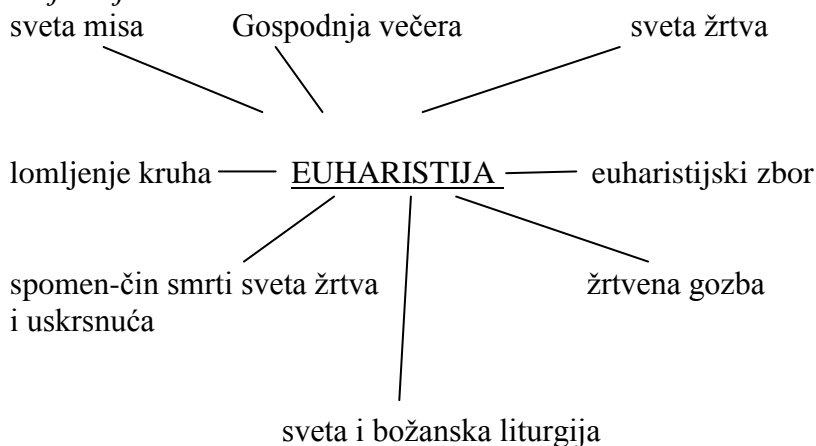 sveta misa Gospodnja večera sveta žrtva
lomljenje kruha EUHARISTIJA euharistijski zbor
spomen-čin smrti sveta žrtva žrtvena gozba
i uskrsnuća
sveta i božanska liturgija